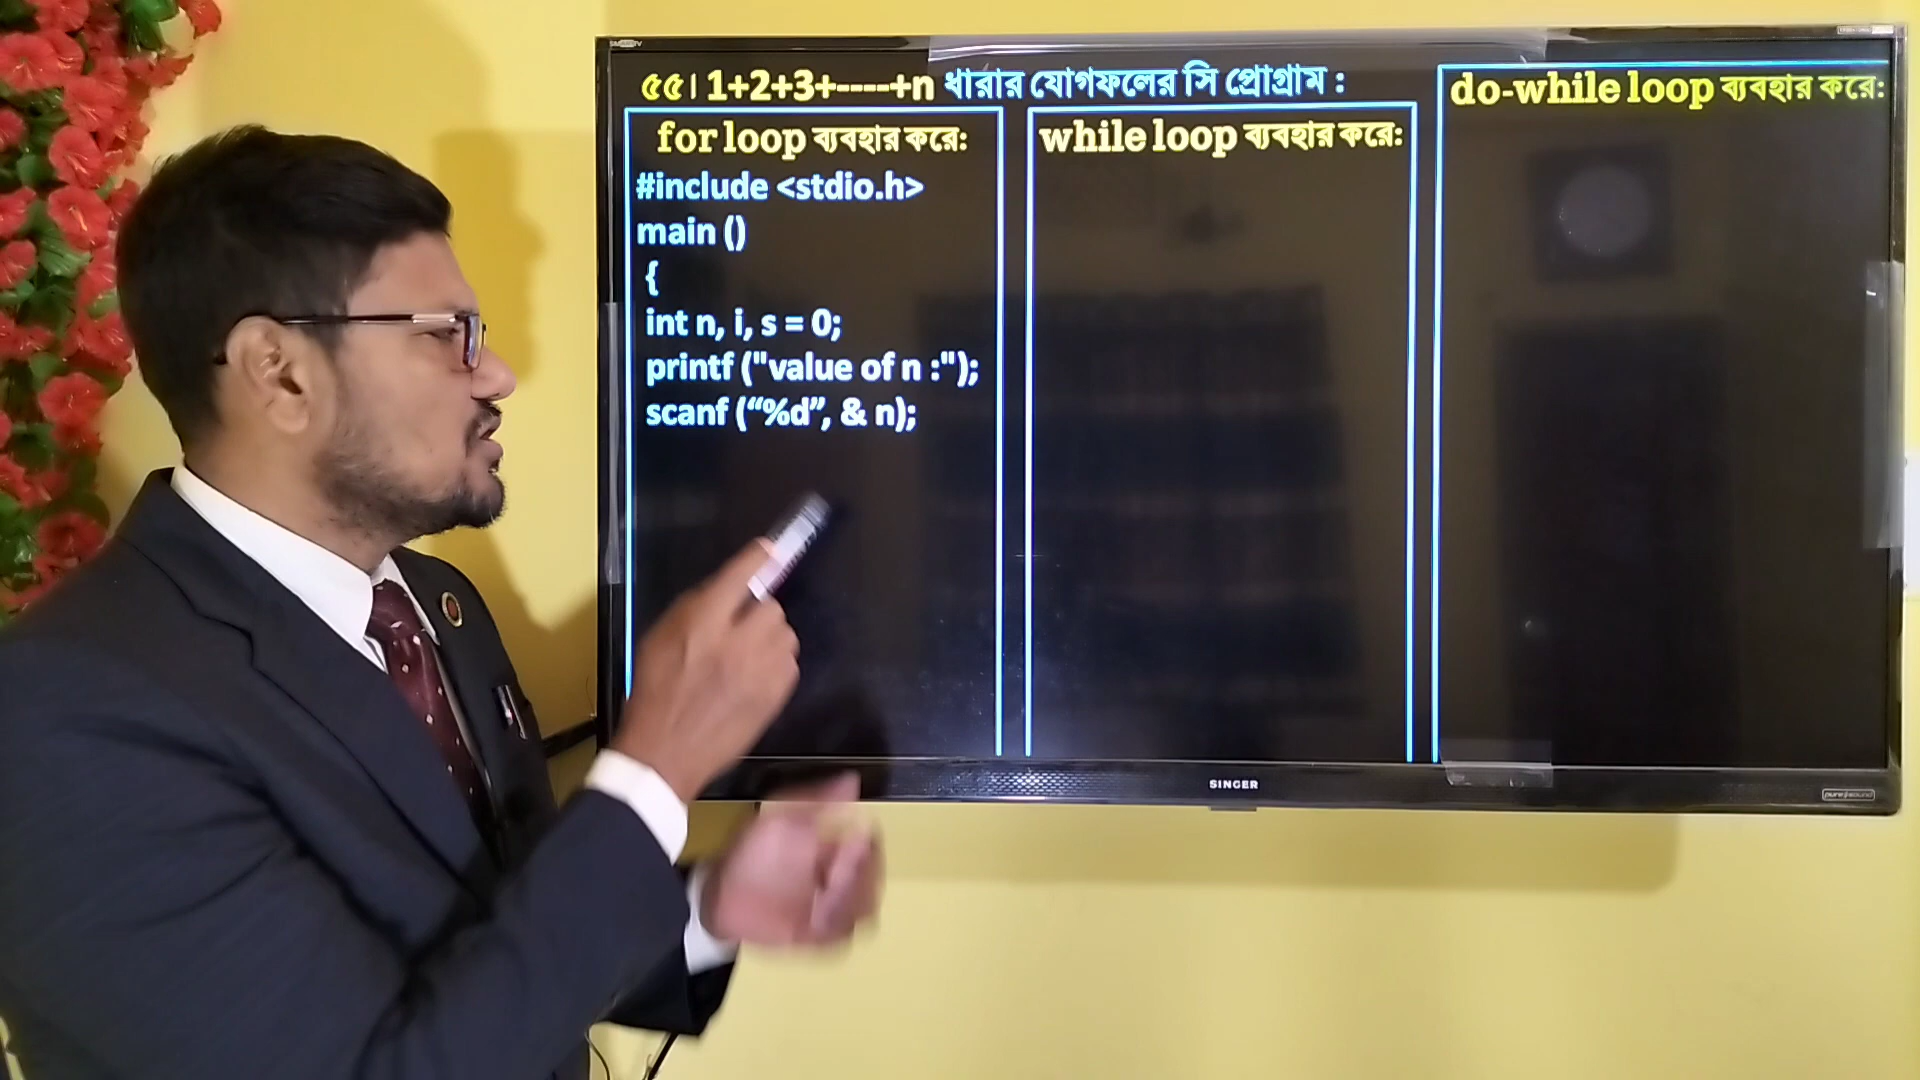 ৫৫। 1+2+3+----+n ধারার যোগফলের সি প্রোগ্রাম :
for loop ব্যবহার করে:
#include <stdio.h>
main ()
{
int n, i, s = 0;
printf ("value of n :");
scanf (“%d”, & n);
while loop ব্যবহার করে:
do-while loop ব্যবহার করে:
SINGER